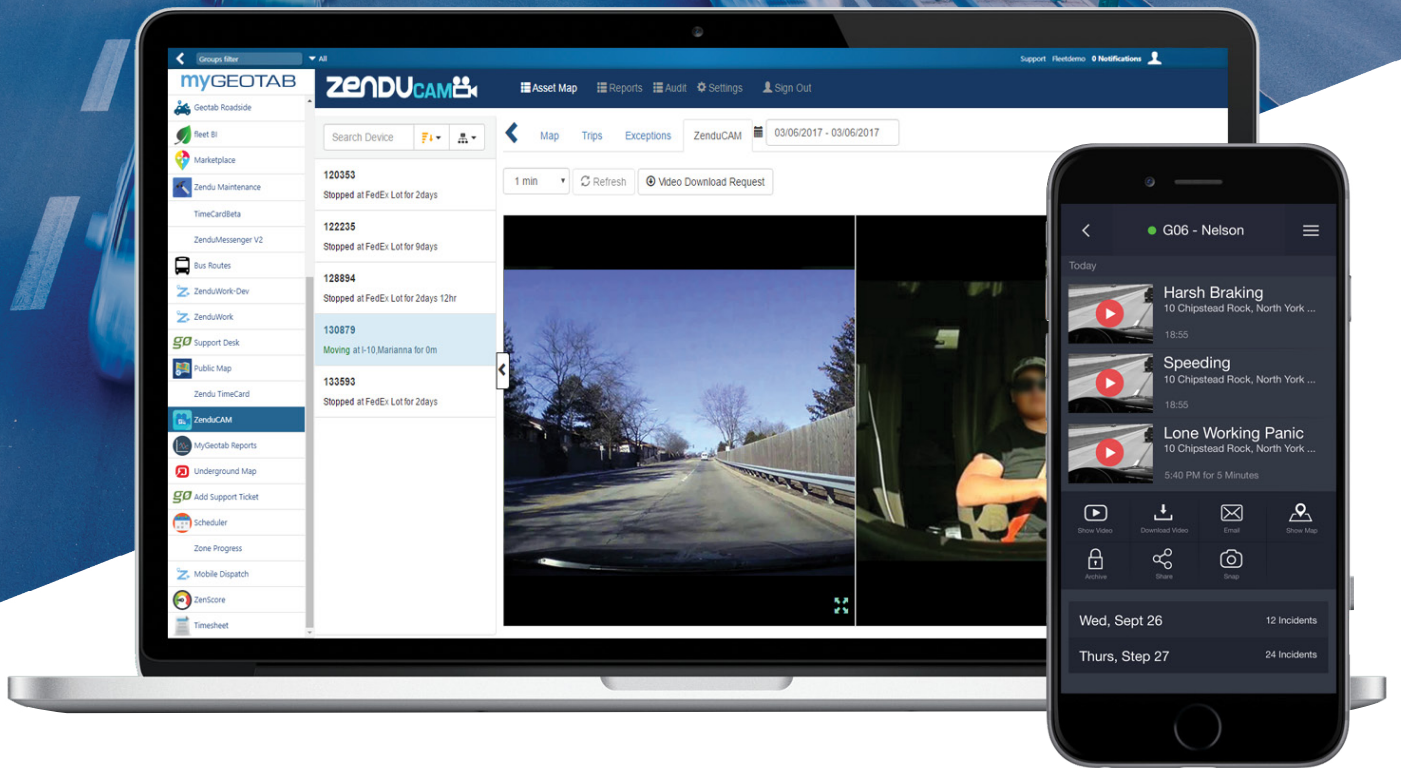 Groups filter
All
Support Fleetdemo 0 Notifications
myGEOTAB
ZENDUCAM
Asset Map Reports Audit Settings Sign Out
Geotab Roadside
fleet BI
Marketplace
Zendu Maintenance
TimeCardBeta
ZenduMessenger V2
Bus Routes
ZenduWork-Dev
ZenduWork
go Support Desk
Public Map
Zendu TimeCard
ZenduCAM
MyGeotab Reports
Underground Map
go Add Support Ticket
Scheduler
Zone Progress
Mobile Dispatch
ZenScore
Timesheet
Search Device
120353
Stopped at FedEx Lot for 2days
122235
Stopped at FedEx Lot for 9days
128894
Stopped at FedEx Lot for 2days 12hr
130879
Moving at I-10,Marianna for 0m
133593
Stopped at FedEx Lot for 2days
Map Trips Exceptions ZenduCAM 03/06/2017 - 03/06/2017
1 min Refresh Video Download Request
G06 - Nelson
Today
Harsh Braking
10 Chipstead Rock, North York ...
18:55
Speeding
10 Chipstead Rock, North York ...
18:55
Lone Working Panic
10 Chipstead Rock, North York ...
5:40 PM for 5 Minutes
Show Video Download Video Email Show Map
Archive Share Snap
Wed, Sept 26 12 Incidents
Thurs, Step 27 24 Incidents